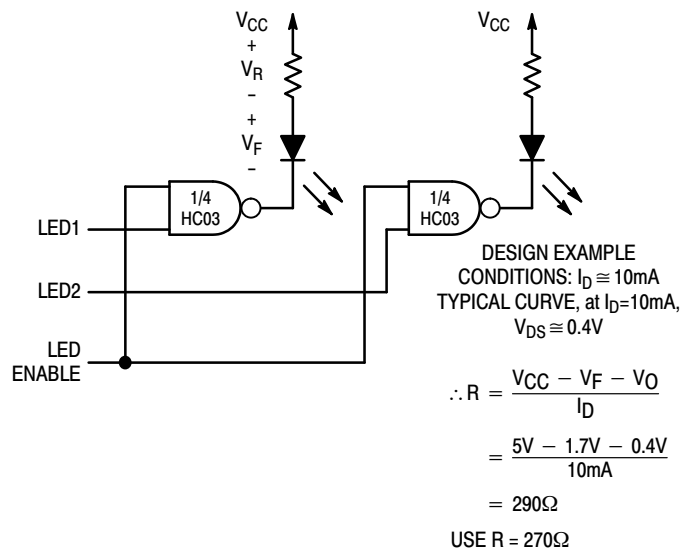 VCC
+
VR
−
+
VF
−
1/4
HC03
VCC
1/4
HC03
LED1
LED2
LED
ENABLE
DESIGN EXAMPLE
CONDITIONS: ID ≅ 10mA
TYPICAL CURVE, at ID=10mA,
VDS ≅ 0.4V
∴ R = VCC − VF − VO
ID
= 5V − 1.7V − 0.4V
10mA
= 290Ω
USE R = 270Ω